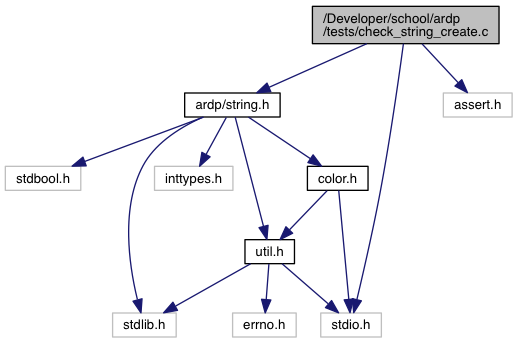 /Developer/school/ardp
/tests/check_string_create.c
ardp/string.h
assert.h
stdbool.h
inttypes.h
color.h
util.h
stdlib.h
errno.h
stdio.h